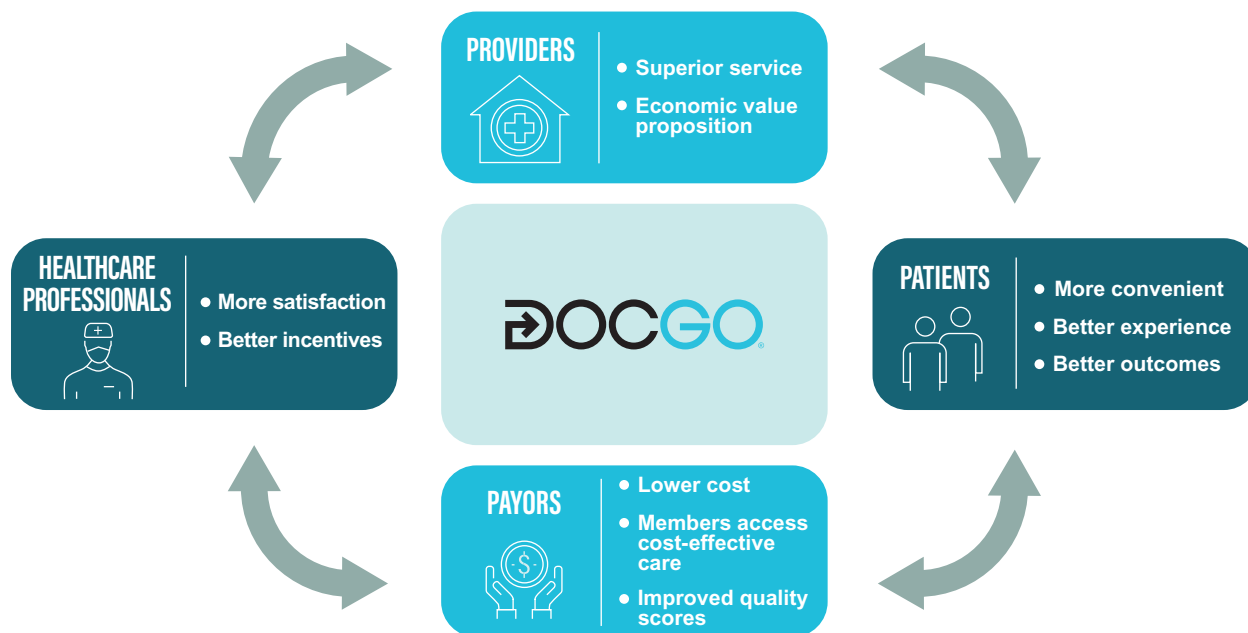 PROVIDERS
• Superior service
• Economic value
proposition
HEALTHCARE
PROFESSIONALS
• More satisfaction
• Better incentives
DOCGO®
PATIENTS
• More convenient
• Better experience
• Better outcomes
PAYORS
$
• Lower cost
• Members access
cost-effective
care
• Improved quality
scores